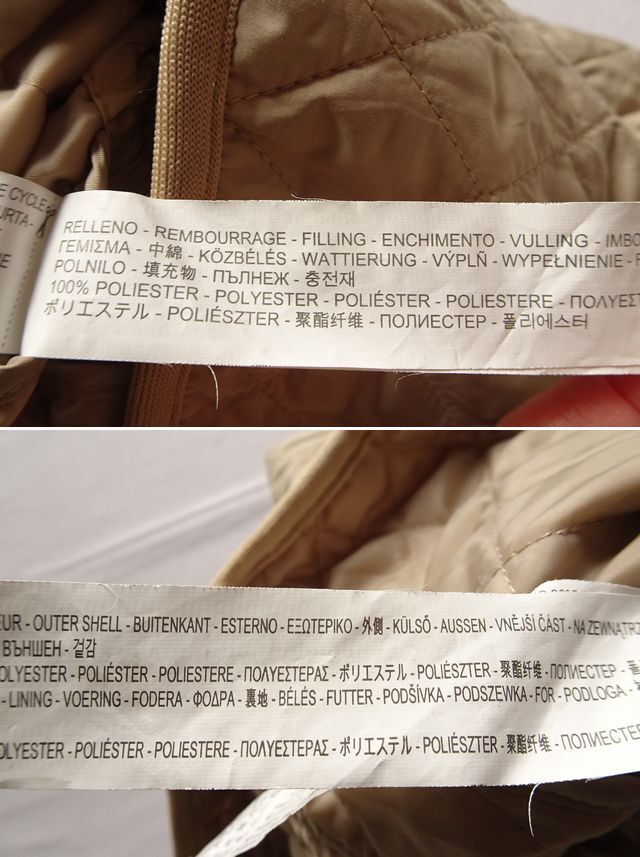 E CYCLE
URTA -
NE
RELLENO - REMBOURRAGE - FILLING - ENCHIMENTO - VULLING - IMBO
ΓΕΜΙΣΜΑ - 中綿 - KÖZBÉLÉS - WATTIERUNG - VÝPLŇ - WYPEŁNIENIE - F
POLNILO - 填充物 - ПЪЛНЕЖ - 충전재
100% POLIESTER - POLYESTER - POLIÉSTER - POLIESTERE - ΠΟΛΥΕΣΤ
ポリエステル - POLIÉSZTER - 聚酯纤维 - ПОЛИЕСТЕР - 폴리에스터
EUR - OUTER SHELL - BUITENKANT - ESTERNO - ΕΞΩΤΕΡΙΚΟ - 外側 - KÜLSŐ - AUSSEN - VNĚJŠÍ ČÁST - NA ZEWNĄTRZ
ВЪНШЕН - 겉감
OLYESTER - POLIÉSTER - POLIESTERE - ΠΟΛΥΕΣΤΕΡΑΣ - ポリエステル - POLIÉSZTER - 聚酯纤维 - ПОЛИЕСТЕР -
- LINING - VOERING - FODERA - ΦΟΔΡΑ - 裏地 - BÉLÉS - FUTTER - PODŠÍVKA - PODSZEWKA - FÓR - PODLOGA -
OLYESTER - POLIÉSTER - POLIESTERE - ΠΟΛΥΕΣΤΕΡΑΣ - ポリエステル - POLIÉSZTER - 聚酯纤维 - ПОЛИЕСТЕР